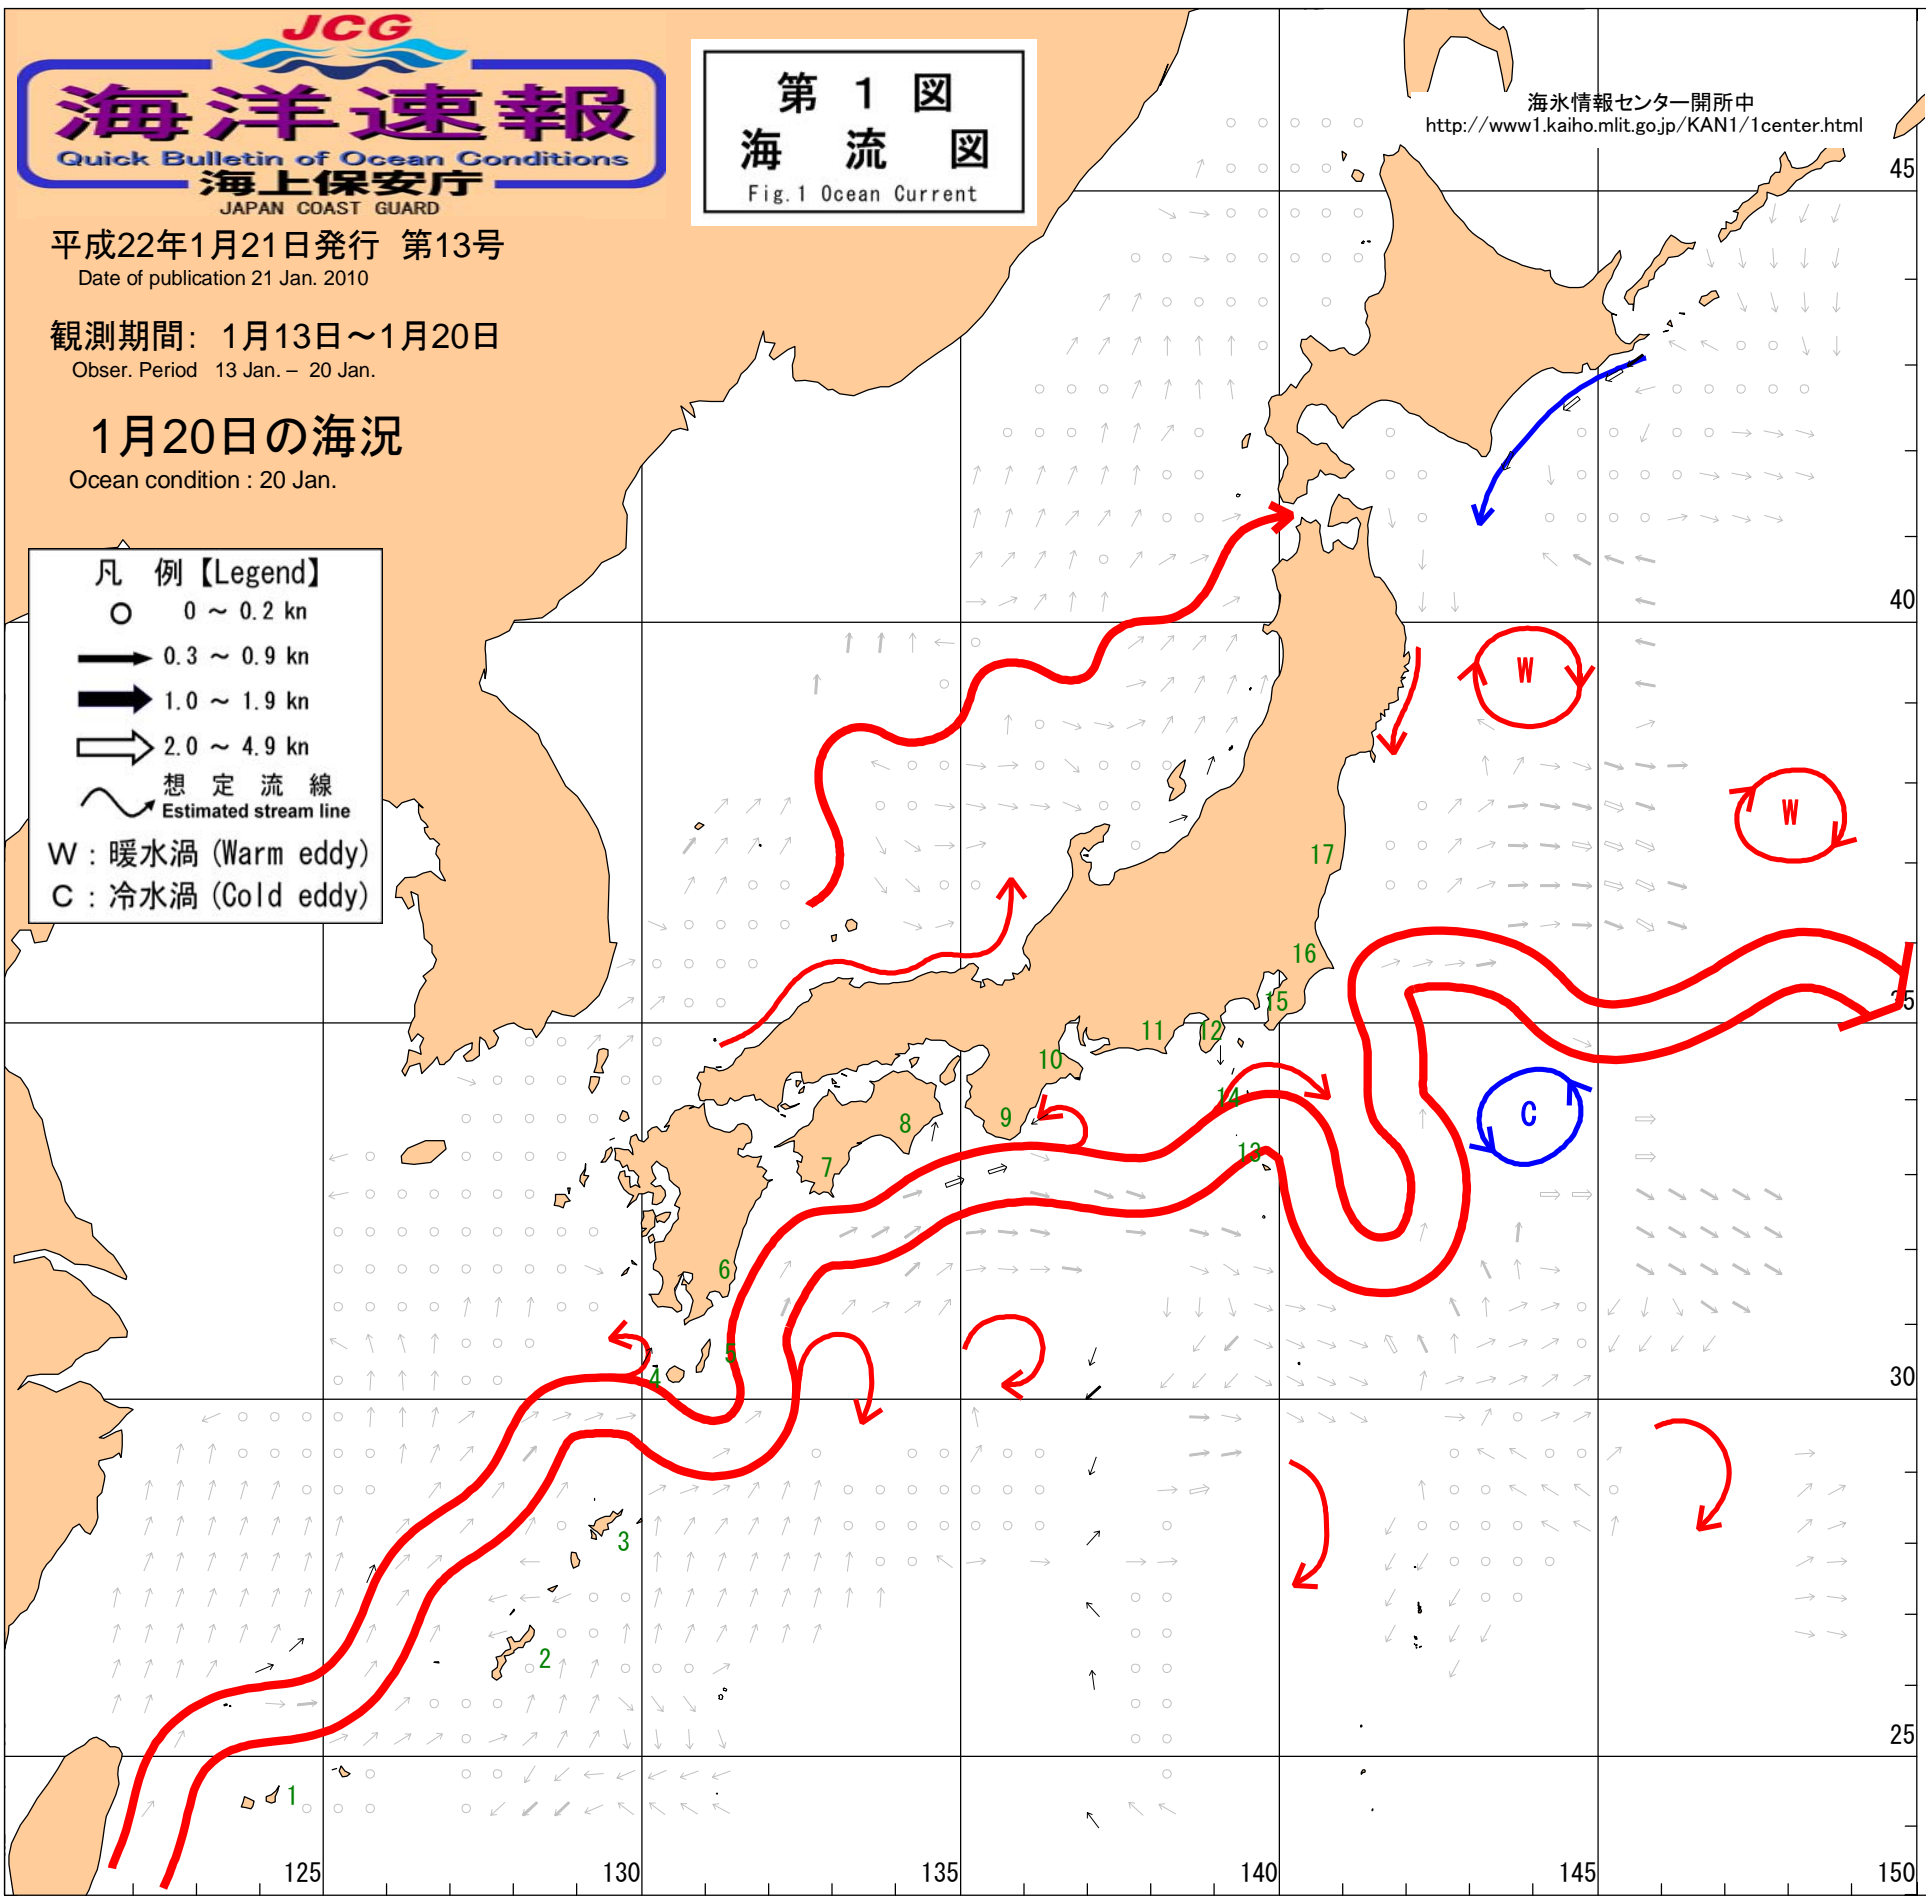 JCG
海洋速報
Quick Bulletin of Ocean Conditions
海上保安庁
JAPAN COAST GUARD
第 1 図
海 流 図
Fig.1 Ocean Current
海氷情報センター開所中
http://www1.kaiho.mlit.go.jp/KAN1/1center.html
平成22年1月21日発行 第13号
Date of publication 21 Jan. 2010
観測期間: 1月13日～1月20日
Obser. Period 13 Jan. – 20 Jan.
1月20日の海況
Ocean condition : 20 Jan.
凡 例【Legend】
0 ～ 0.2 kn
0.3 ～ 0.9 kn
1.0 ～ 1.9 kn
2.0 ～ 4.9 kn
想 定 流 線
Estimated stream line
W : 暖水渦 (Warm eddy)
C : 冷水渦 (Cold eddy)
45
40
W
W
17
16
35
15
11
12
10
14
C
9
8
13
7
6
5
4
30
3
2
25
1
125
130
135
140
145
150